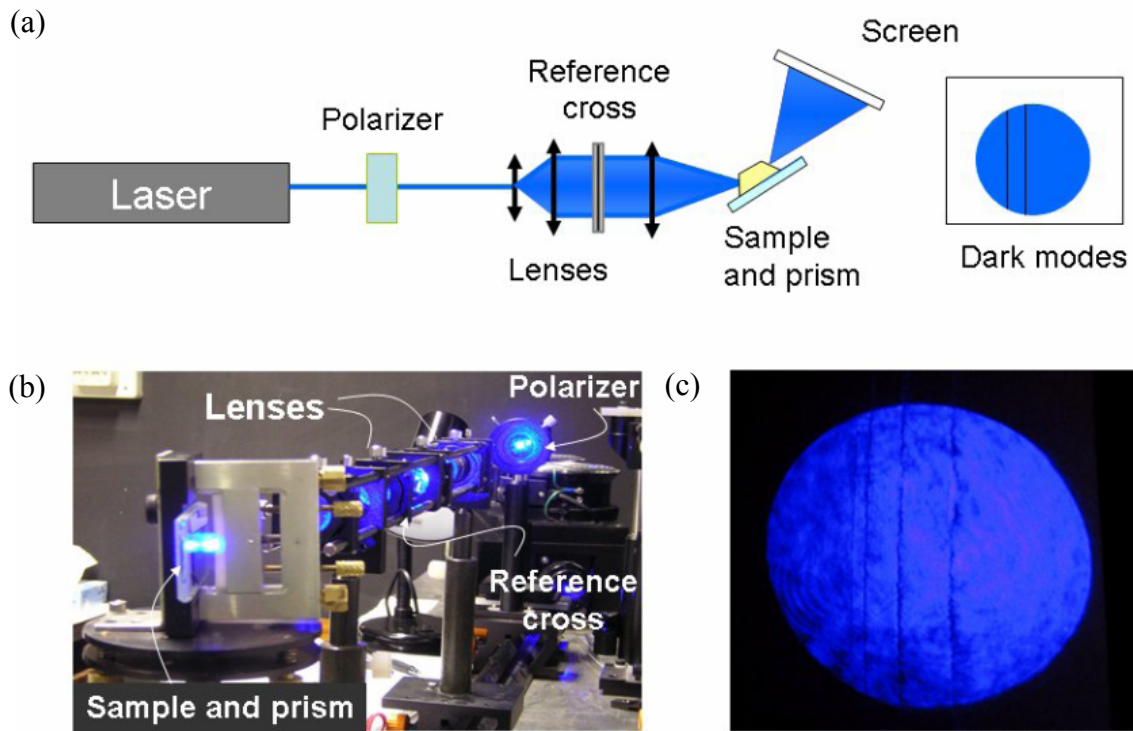 (a)
Screen
Reference
cross
Polarizer
Laser
Lenses
Sample
and prism
Dark modes
(b)
Lenses
Polarizer
Reference
cross
Sample and prism
(c)